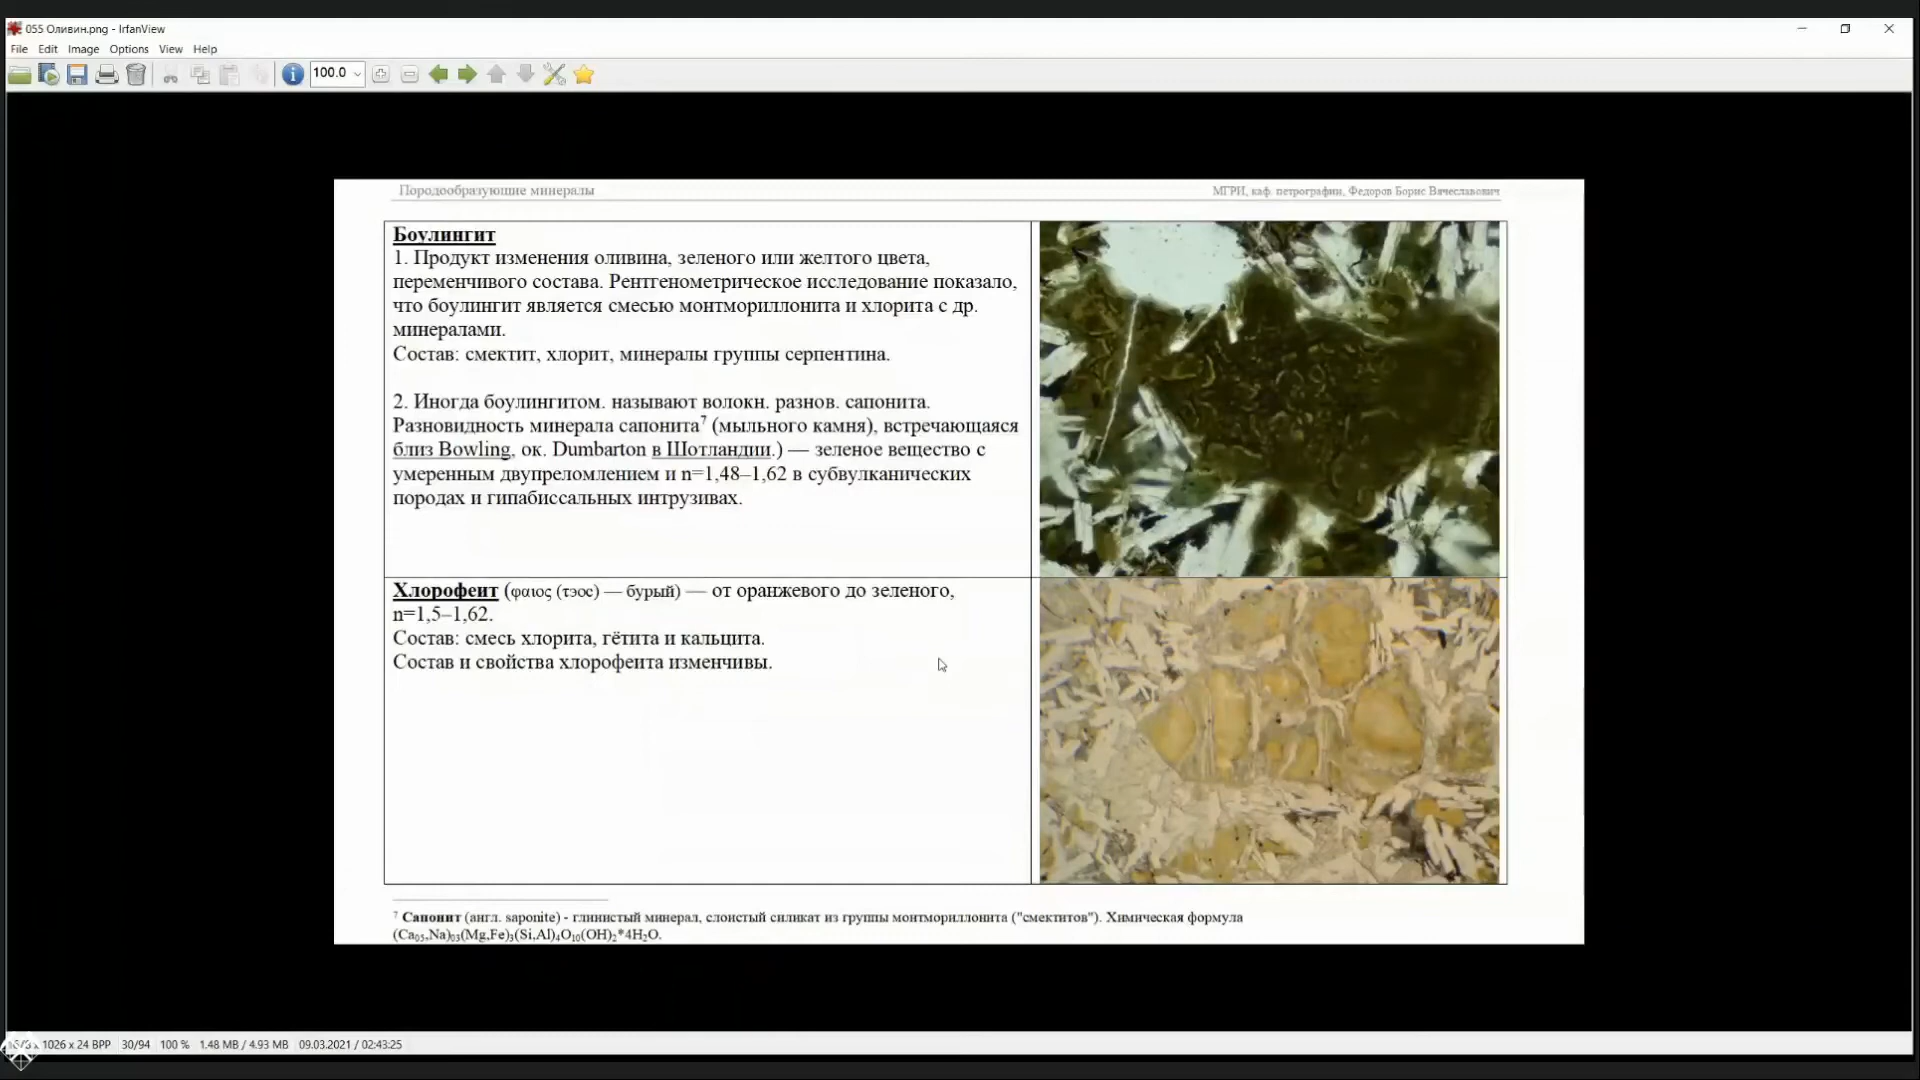 055 Оливин.png - IrfanView
File Edit Image Options View Help
100.0
Породообразующие минералы
МГРИ, каф. петрографии, Федоров Борис Вячеславович
Боулингит
1. Продукт изменения оливина, зеленого или желтого цвета,
переменчивого состава. Рентгенометрическое исследование показало,
что боулингит является смесью монтмориллонита и хлорита с др.
минералами.
Состав: смектит, хлорит, минералы группы серпентина.
2. Иногда боулингитом. называют волокн. разнов. сапонита.
Разновидность минерала сапонита⁷ (мыльного камня), встречающаяся
близ Bowling, ок. Dumbarton в Шотландии.) — зеленое вещество с
умеренным двупреломлением и n=1,48–1,62 в субвулканических
породах и гипабиссальных интрузивах.
Хлорофеит (φαιος (тэос) — бурый) — от оранжевого до зеленого,
n=1,5–1,62.
Состав: смесь хлорита, гётита и кальцита.
Состав и свойства хлорофеита изменчивы.
⁷ Сапонит (англ. saponite) - глинистый минерал, слоистый силикат из группы монтмориллонита ("смектитов"). Химическая формула
(Ca₀₅,Na)₀₃(Mg,Fe)₃(Si,Al)₄O₁₀(OH)₂*4H₂O.
x 1026 x 24 BPP 30/94 100 % 1.48 MB / 4.93 MB 09.03.2021 / 02:43:25